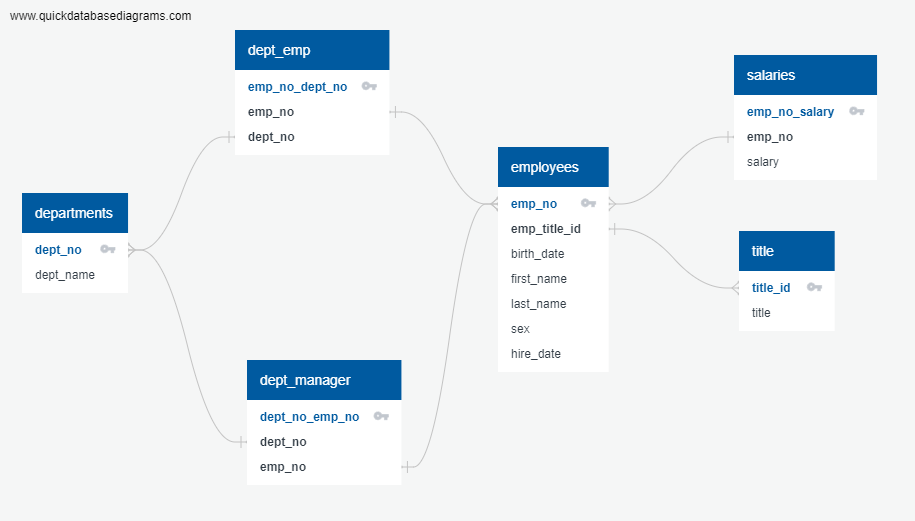 www.quickdatabasediagrams.com
dept_emp
emp_no_dept_no
emp_no
dept_no
salaries
emp_no_salary
emp_no
salary
employees
emp_no
emp_title_id
birth_date
first_name
last_name
sex
hire_date
departments
dept_no
dept_name
title
title_id
title
dept_manager
dept_no_emp_no
dept_no
emp_no